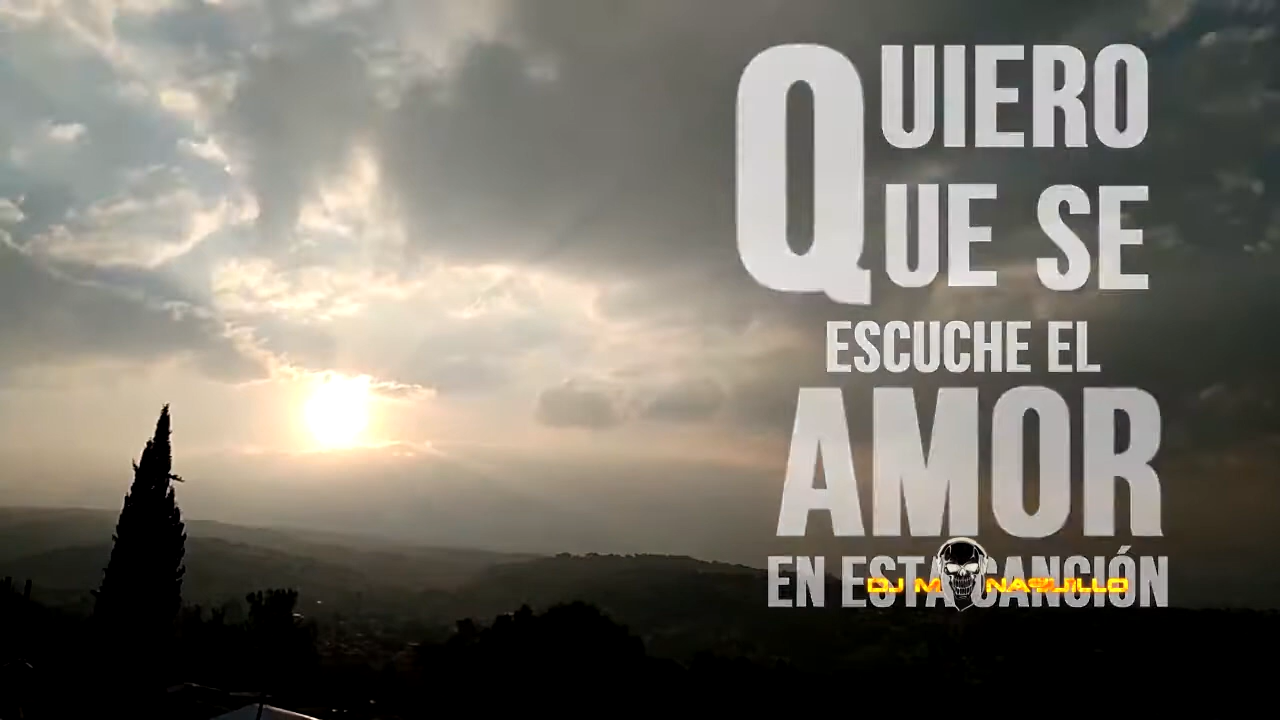 QUIERO
QUE SE
ESCUCHE EL
AMOR
EN ESTA CANCIÓN